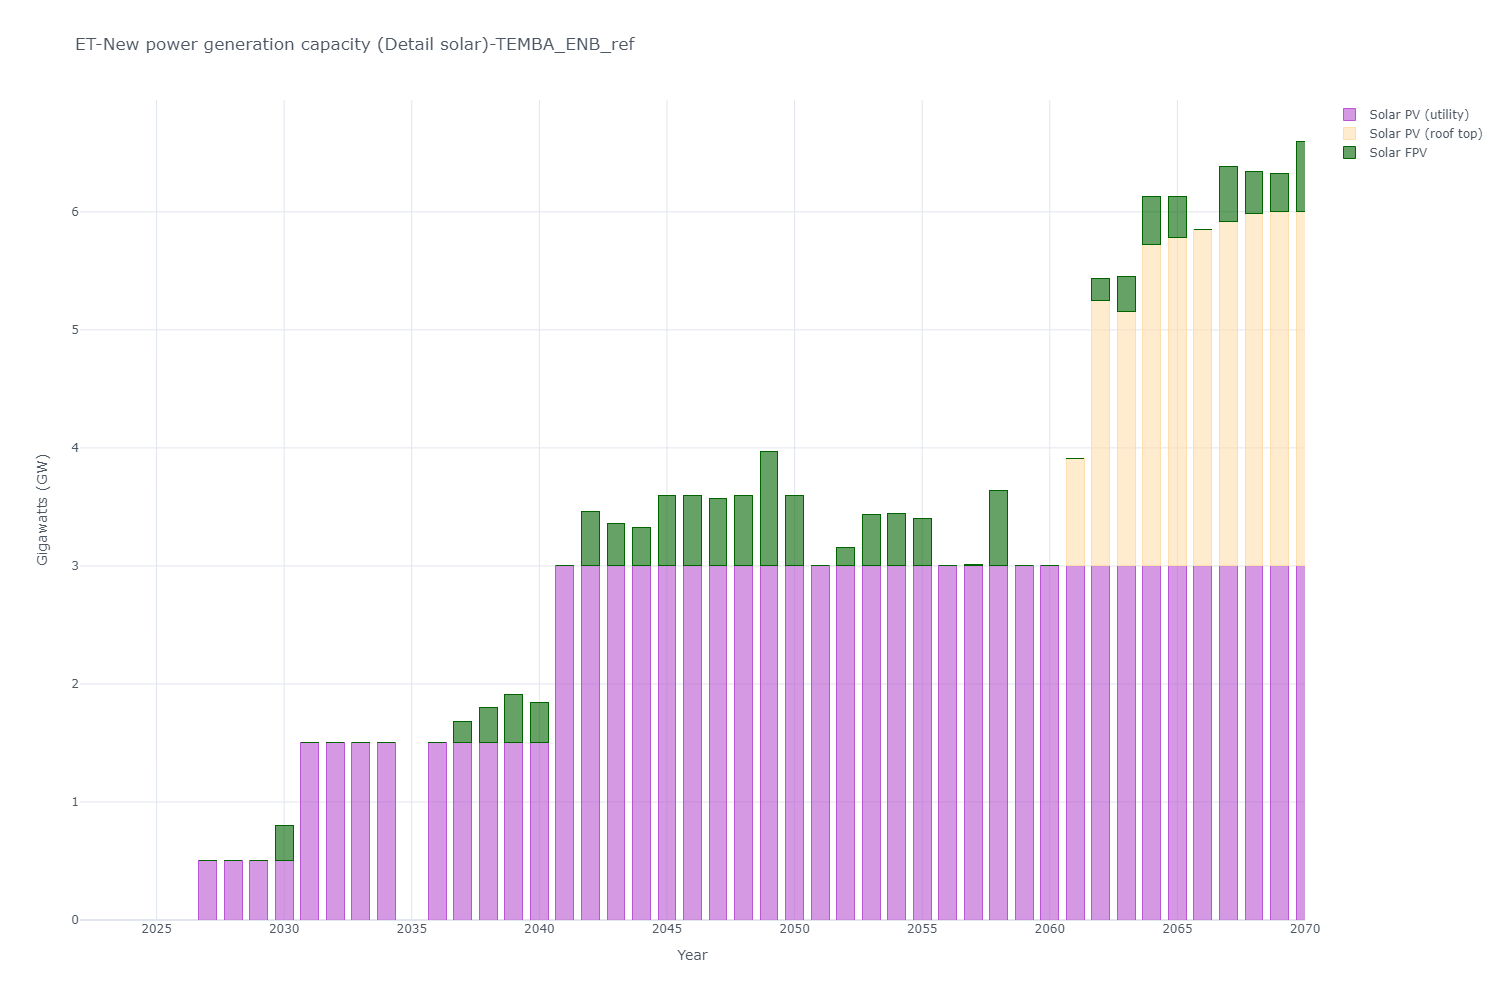 ET-New power generation capacity (Detail solar)-TEMBA_ENB_ref
Solar PV (utility)
Solar PV (roof top)
Solar FPV
6
5
4
3
2
1
0
Gigawatts (GW)
2025 2030 2035 2040 2045 2050 2055 2060 2065 2070
Year